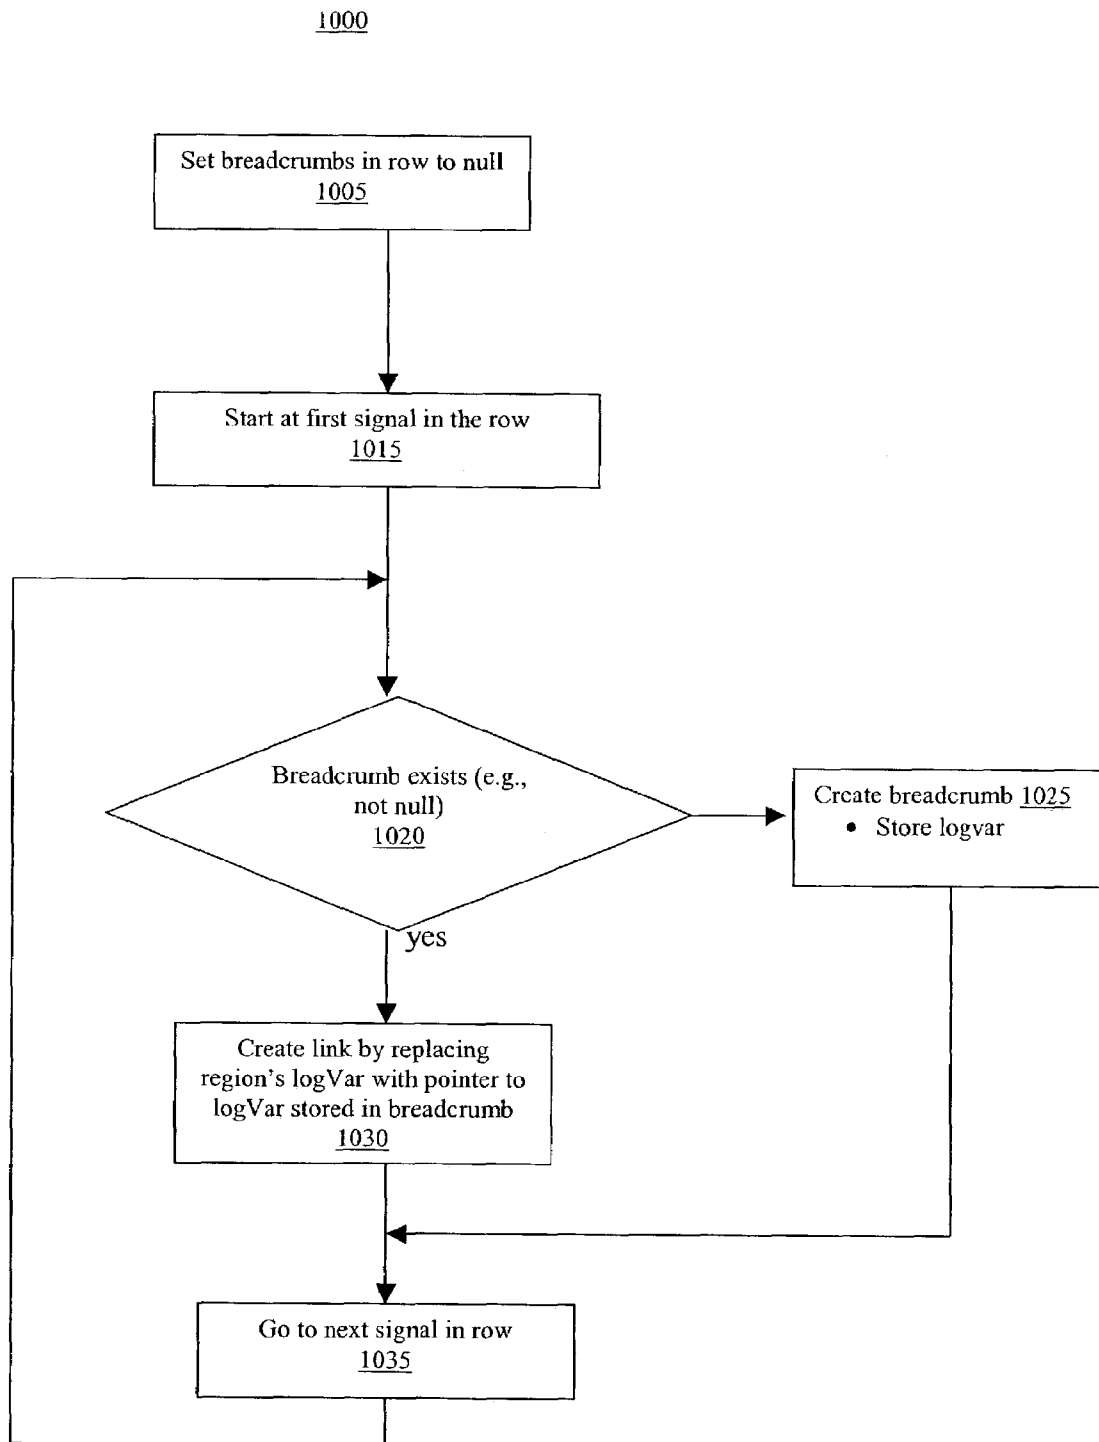 1000
Set breadcrumbs in row to null
1005
Start at first signal in the row
1015
Breadcrumb exists (e.g.,
not null)
1020
Create breadcrumb 1025
• Store logvar
yes
Create link by replacing
region's logVar with pointer to
logVar stored in breadcrumb
1030
Go to next signal in row
1035